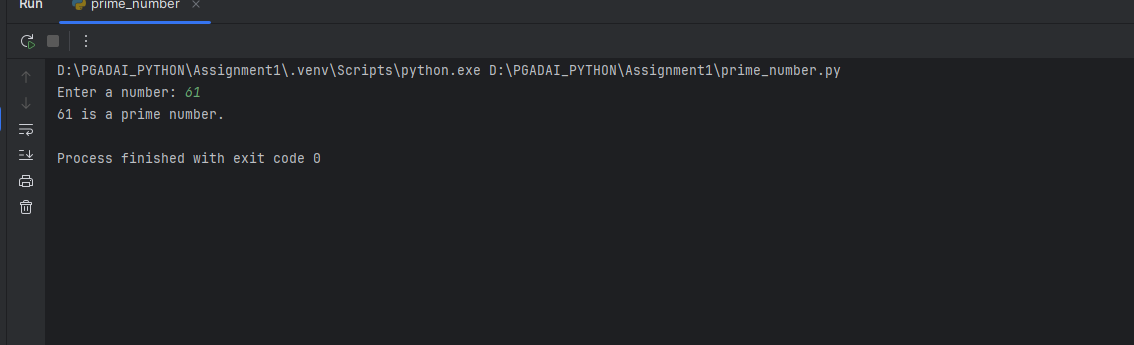 Run prime_number
D:\PGADAI_PYTHON\Assignment1\.venv\Scripts\python.exe D:\PGADAI_PYTHON\Assignment1\prime_number.py
Enter a number: 61
61 is a prime number.
Process finished with exit code 0